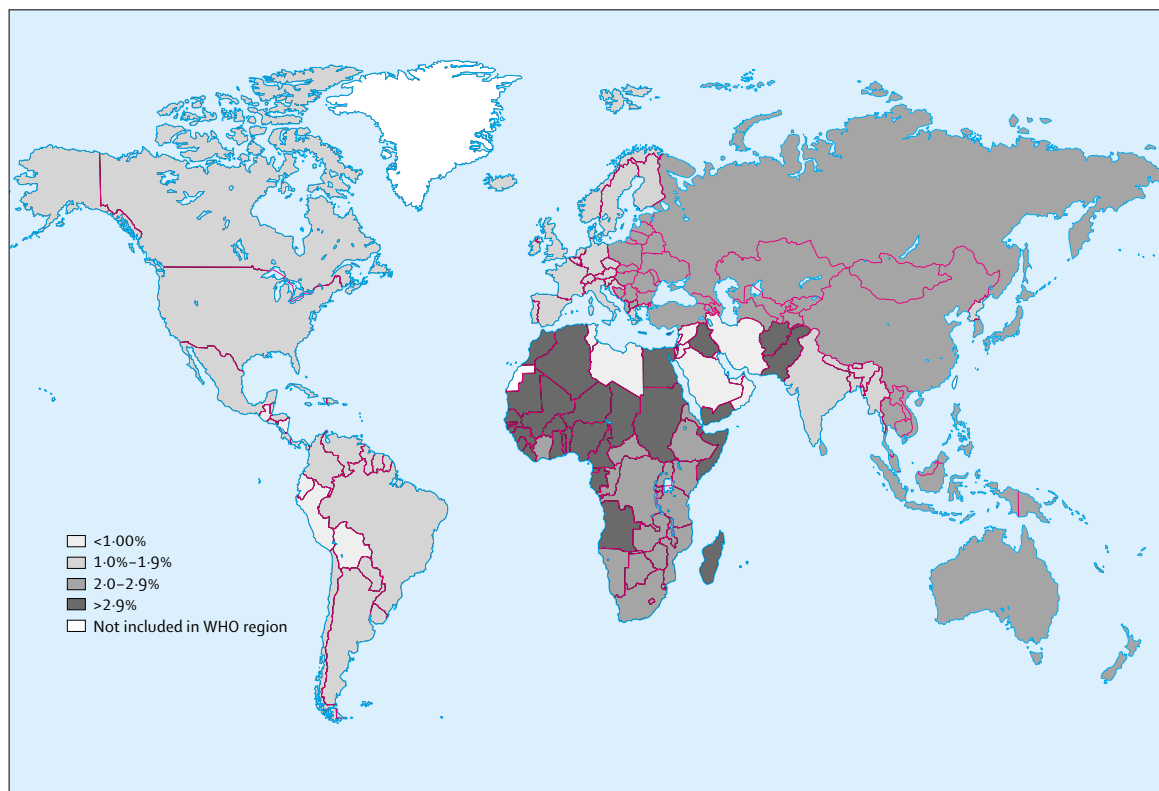 <1·00%
1·0%–1·9%
2·0–2·9%
>2·9%
Not included in WHO region